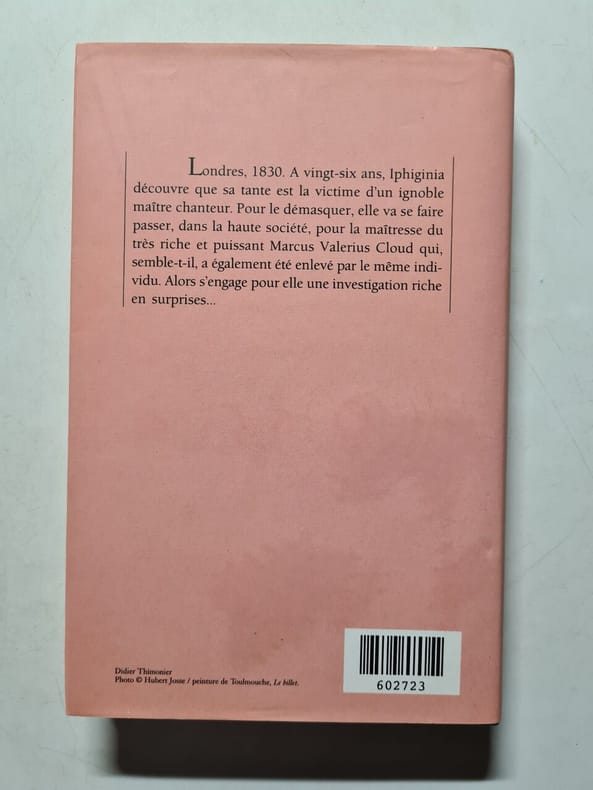 Londres, 1830. A vingt-six ans, Iphiginia
découvre que sa tante est la victime d'un ignoble
maître chanteur. Pour le démasquer, elle va se faire
passer, dans la haute société, pour la maîtresse du
très riche et puissant Marcus Valerius Cloud qui,
semble-t-il, a également été enlevé par le même indi-
vidu. Alors s'engage pour elle une investigation riche
en surprises...
Didier Thimonier
Photo © Hubert Josse / peinture de Toulmouche, Le billet.
602723